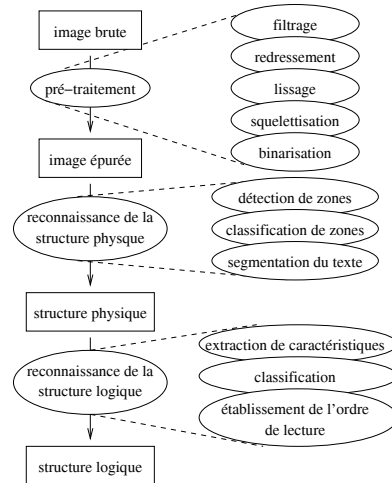 image brute
pré-traitement
filtrage
redressement
lissage
squelettisation
binarisation
image épurée
reconnaissance de la
structure physque
détection de zones
classification de zones
segmentation du texte
structure physique
reconnaissance de la
structure logique
extraction de caractéristiques
classification
établissement de l'ordre
de lecture
structure logique